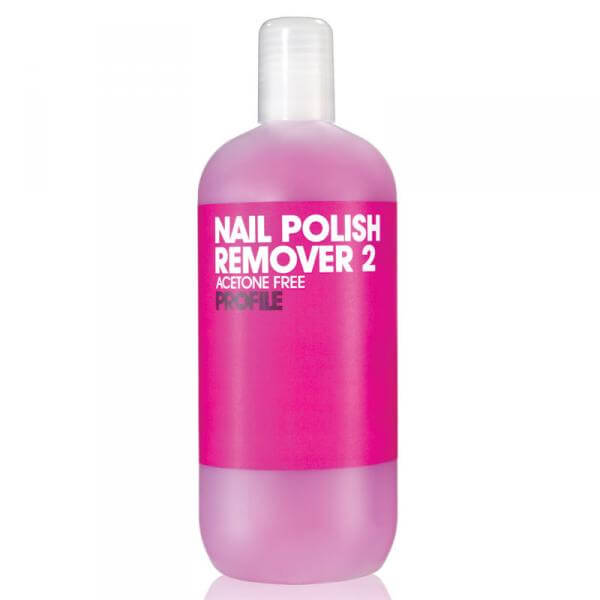 NAIL POLISH
REMOVER 2
ACETONE FREE
PROFILE